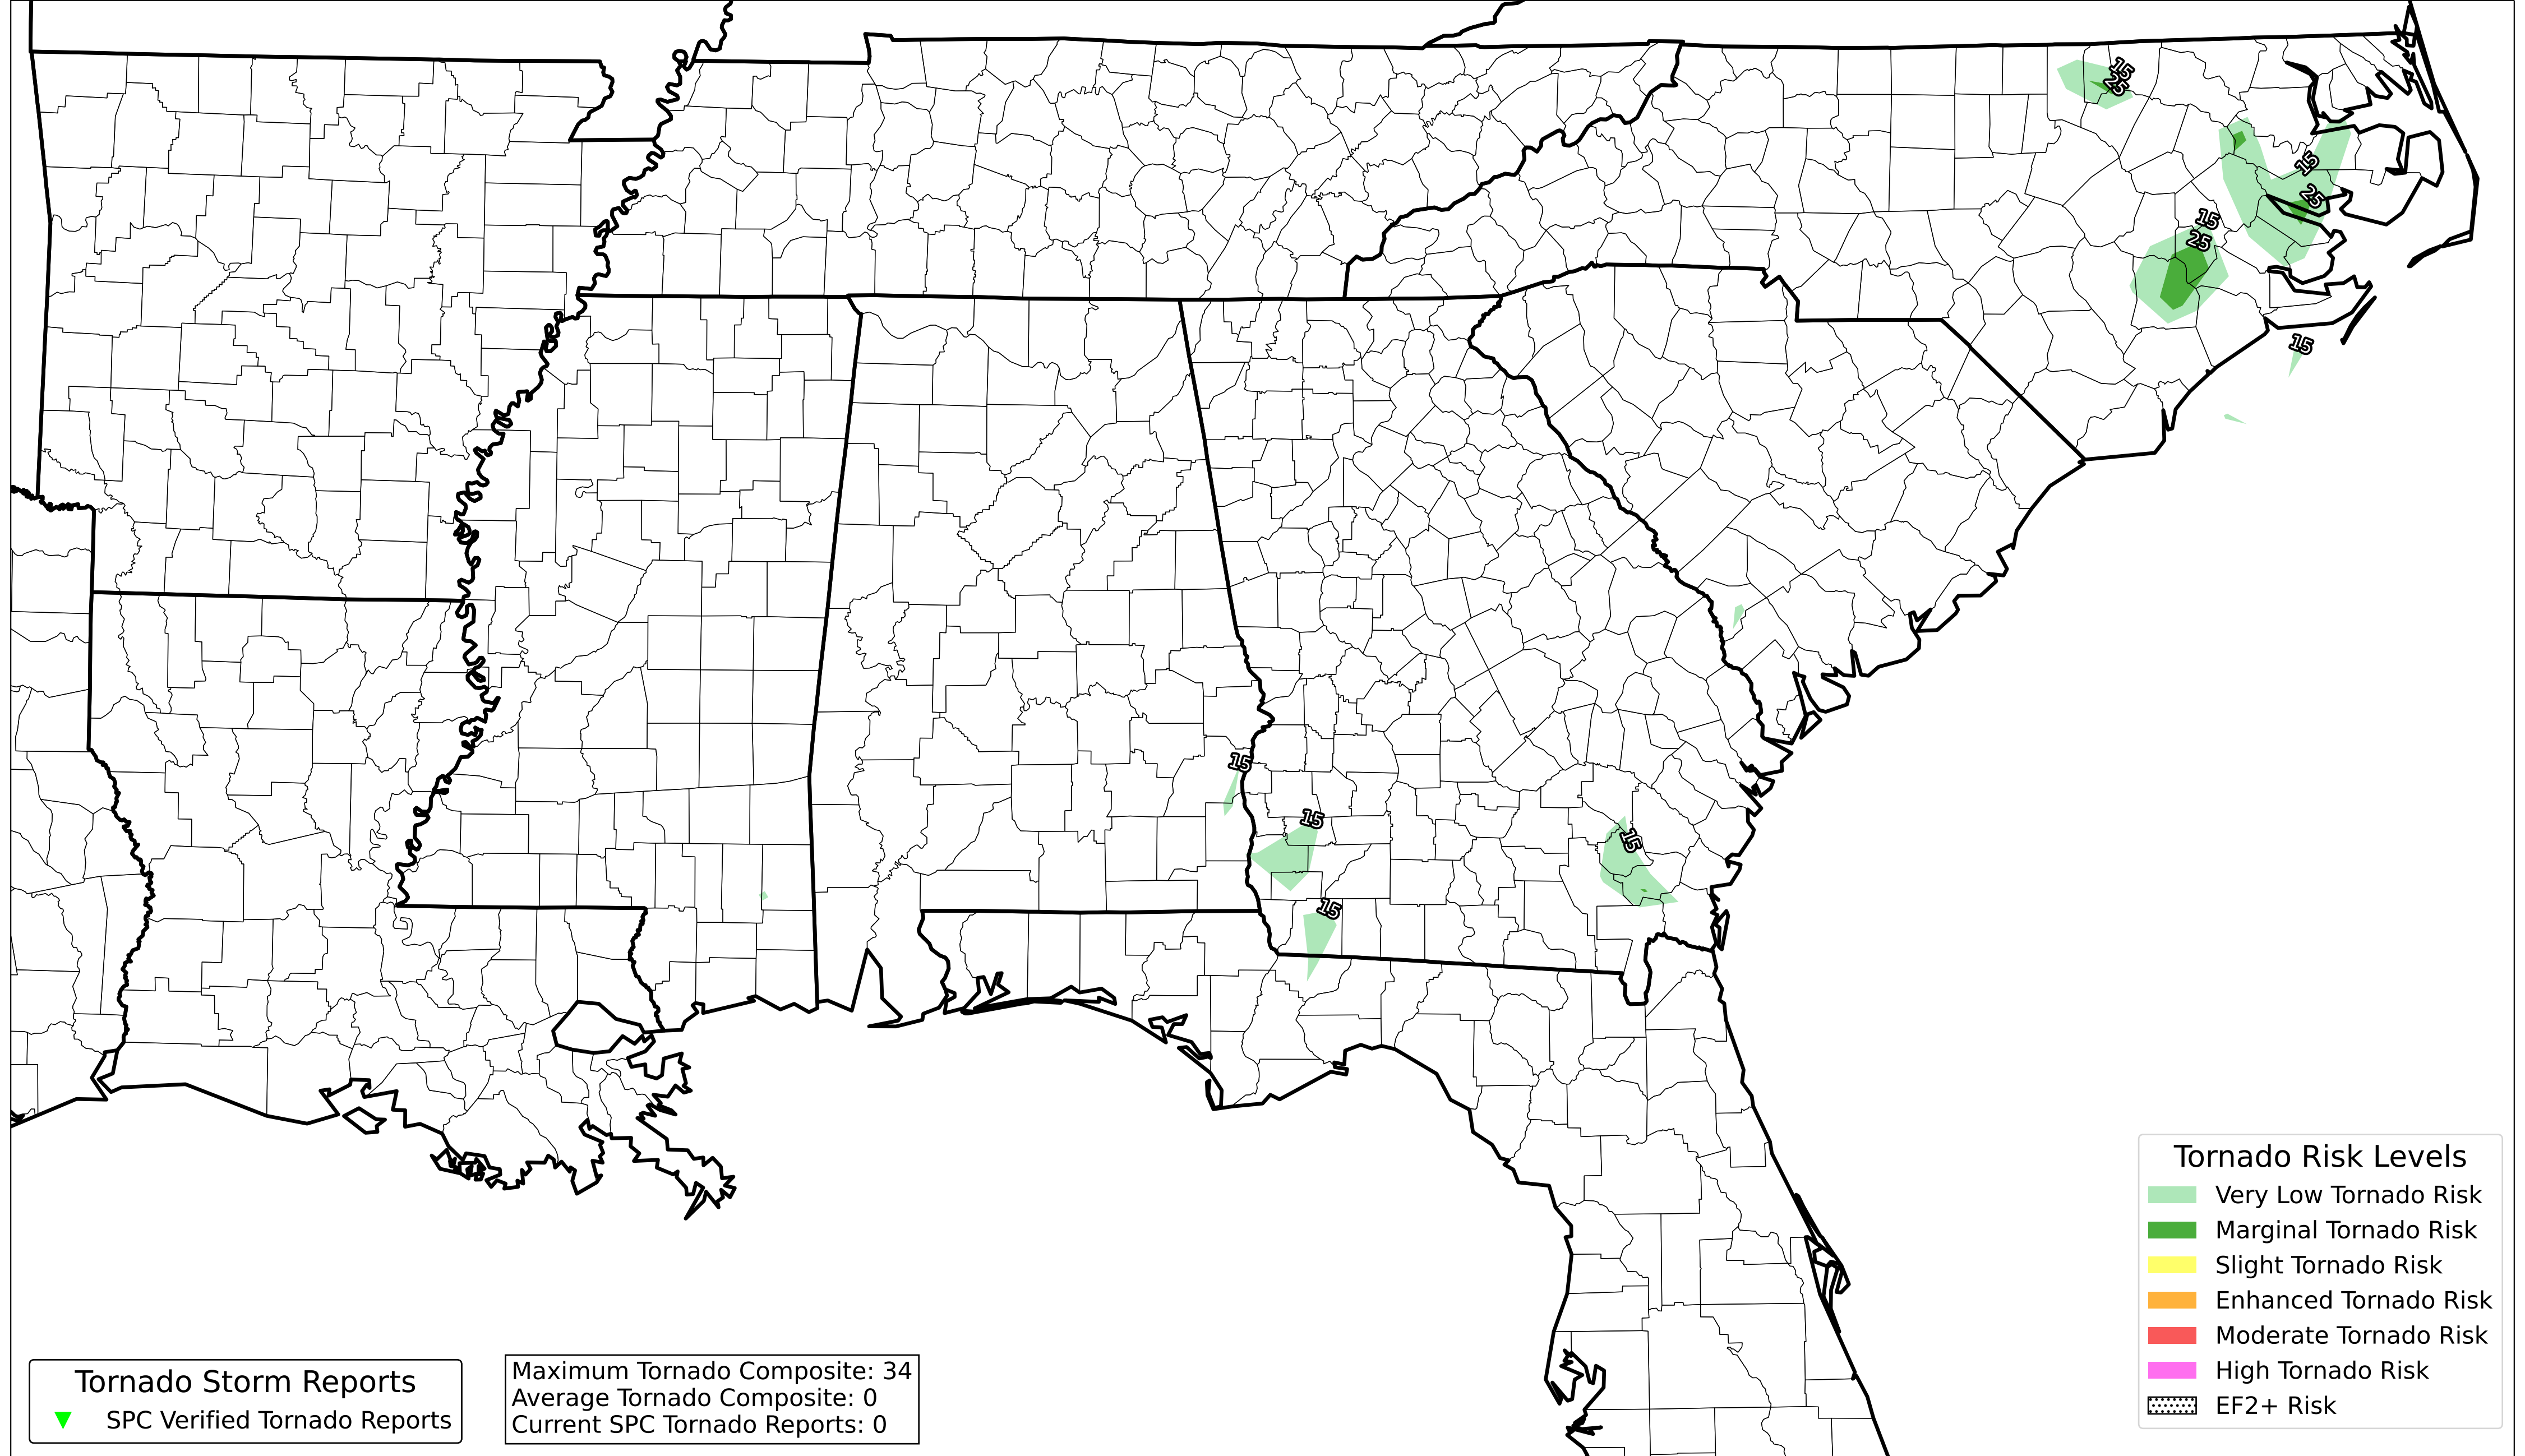 15
25
15
25
15
25
15
15
15
15
15
Tornado Risk Levels
Very Low Tornado Risk
Marginal Tornado Risk
Slight Tornado Risk
Enhanced Tornado Risk
Moderate Tornado Risk
High Tornado Risk
EF2+ Risk
Tornado Storm Reports
SPC Verified Tornado Reports
Maximum Tornado Composite: 34
Average Tornado Composite: 0
Current SPC Tornado Reports: 0